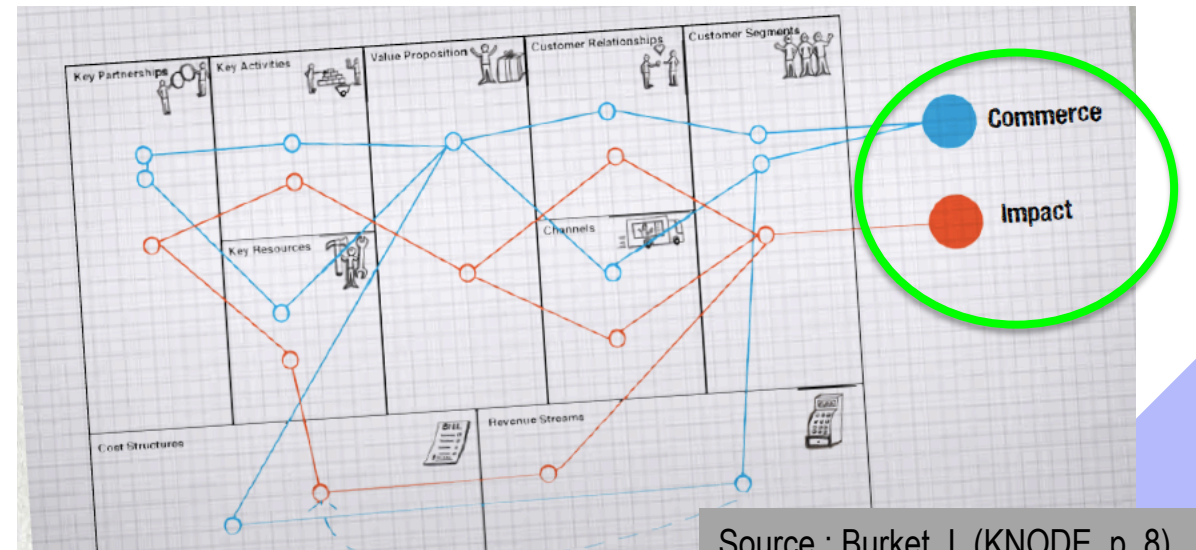 Key Partnerships
Key Activities
Value Proposition
Customer Relationships
Customer Segments
Commerce
Impact
Key Resources
Channels
Cost Structures
BILL
Revenue Streams
Source : Burket, I. (KNODE, p. 8)